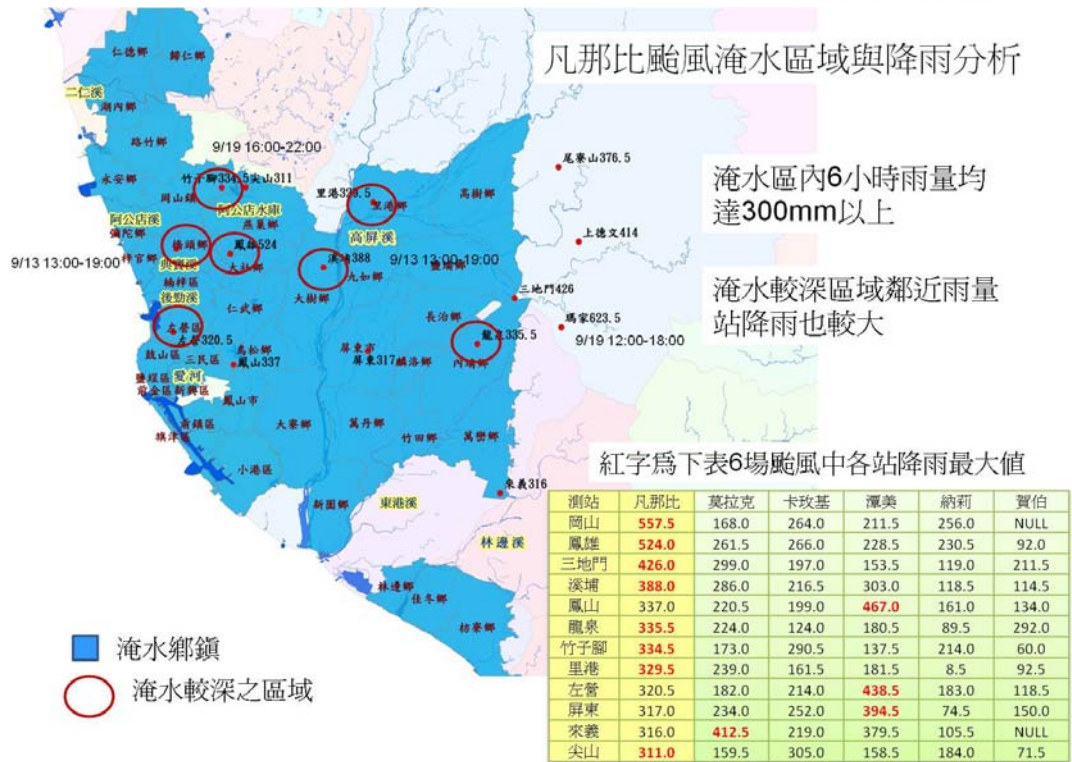 凡那比颱風淹水區域與降雨分析
仁德鄉
歸仁鄉
二仁溪
湖內鄉
路竹鄉
9/19 16:00-22:00
永安鄉
竹子腳334.5
尖山311
岡山鎮
阿公店水庫
里港329.5
里港鄉
高樹鄉
尾寮山376.5
淹水區內6小時雨量均
達300mm以上
阿公店溪
燕巢鄉
彌陀鄉
橋頭鄉
鳳雄524
高屏溪
上德文414
9/13 13:00-19:00
梓官鄉
典寶溪
大社鄉
溪埔388
9/13 13:00-19:00
鹽埔鄉
九如鄉
楠梓區
後勁溪
仁武鄉
大樹鄉
三地門426
淹水較深區域鄰近雨量
站降雨也較大
長治鄉
瑪家623.5
9/19 12:00-18:00
左營區
左營320.5
龍泉335.5
鼓山區
三民區
鳥松鄉
鳳山337
屏東市
屏東317
麟洛鄉
內埔鄉
鹽埕區
愛河
前金區
新興區
鳳山市
前鎮區
旗津區
大寮鄉
萬丹鄉
竹田鄉
萬巒鄉
小港區
來義316
新園鄉
東港溪
林邊溪
林邊鄉
佳冬鄉
枋寮鄉
淹水鄉鎮
淹水較深之區域
紅字為下表6場颱風中各站降雨最大值
測站 凡那比 莫拉克 卡玫基 潭美 納莉 賀伯
岡山 557.5 168.0 264.0 211.5 256.0 NULL
鳳雄 524.0 261.5 266.0 228.5 230.5 92.0
三地門 426.0 299.0 197.0 153.5 119.0 211.5
溪埔 388.0 286.0 216.5 303.0 118.5 114.5
鳳山 337.0 220.5 199.0 467.0 161.0 134.0
龍泉 335.5 224.0 124.0 180.5 89.5 292.0
竹子腳 334.5 173.0 290.5 137.5 214.0 60.0
里港 329.5 239.0 161.5 181.5 8.5 92.5
左營 320.5 182.0 214.0 438.5 183.0 118.5
屏東 317.0 234.0 252.0 394.5 74.5 150.0
來義 316.0 412.5 219.0 379.5 105.5 NULL
尖山 311.0 159.5 305.0 158.5 184.0 71.5